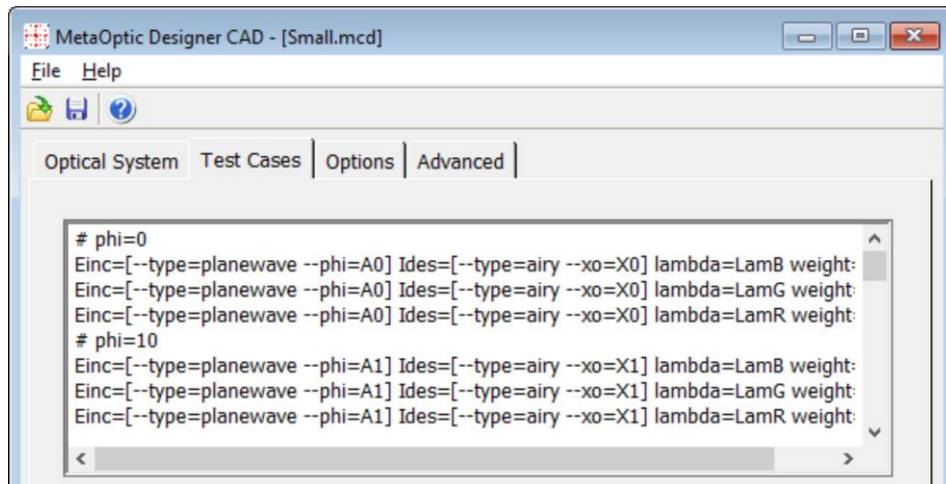 MetaOptic Designer CAD - [Small.mcd]
File Help
Optical System Test Cases Options Advanced
# phi=0
Einc=[--type=planewave --phi=A0] Ides=[--type=airy --xo=X0] lambda=LamB weight=
Einc=[--type=planewave --phi=A0] Ides=[--type=airy --xo=X0] lambda=LamG weight=
Einc=[--type=planewave --phi=A0] Ides=[--type=airy --xo=X0] lambda=LamR weight=
# phi=10
Einc=[--type=planewave --phi=A1] Ides=[--type=airy --xo=X1] lambda=LamB weight=
Einc=[--type=planewave --phi=A1] Ides=[--type=airy --xo=X1] lambda=LamG weight=
Einc=[--type=planewave --phi=A1] Ides=[--type=airy --xo=X1] lambda=LamR weight=